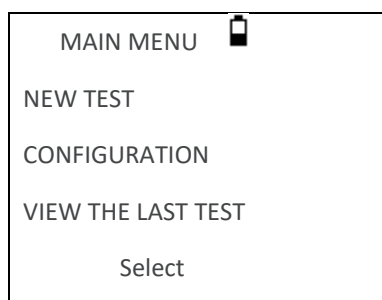 MAIN MENU
NEW TEST
CONFIGURATION
VIEW THE LAST TEST
Select